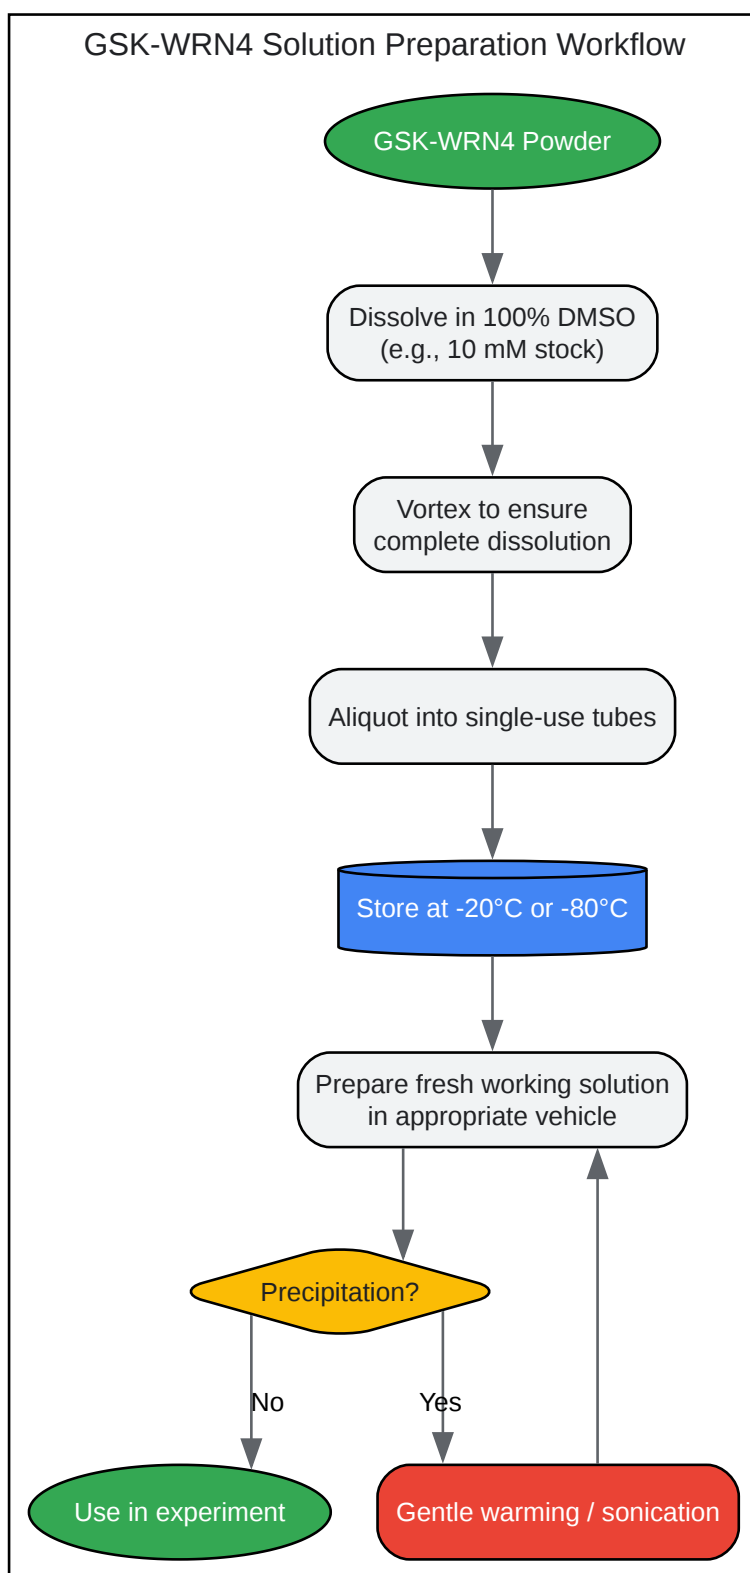 GSK-WRN4 Solution Preparation Workflow
GSK-WRN4 Powder
Dissolve in 100% DMSO
(e.g., 10 mM stock)
Vortex to ensure
complete dissolution
Aliquot into single-use tubes
Store at -20°C or -80°C
Prepare fresh working solution
in appropriate vehicle
Precipitation?
No
Yes
Use in experiment
Gentle warming / sonication